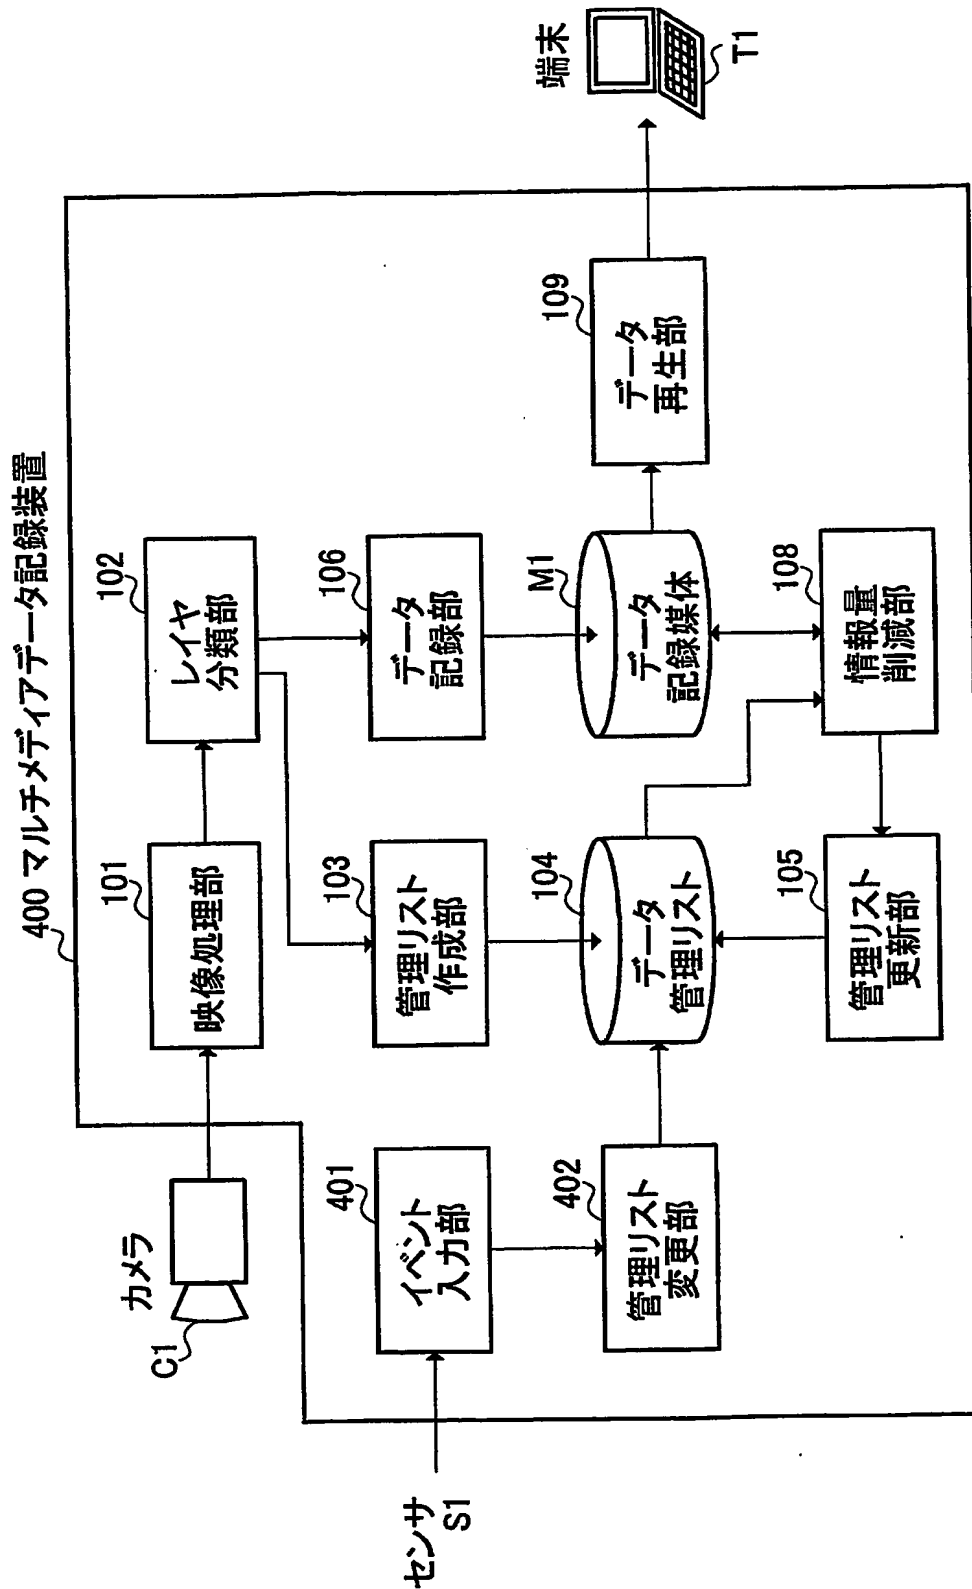 400 マルチメディアデータ記録装置
カメラ
C1
101
映像処理部
102
レイヤ
分類部
端末
T1
401
イベント
入力部
103
管理リスト
作成部
106
データ
記録部
センサ
S1
402
管理リスト
変更部
104
データ
管理リスト
M1
データ
記録媒体
109
データ
再生部
105
管理リスト
更新部
108
情報量
削減部